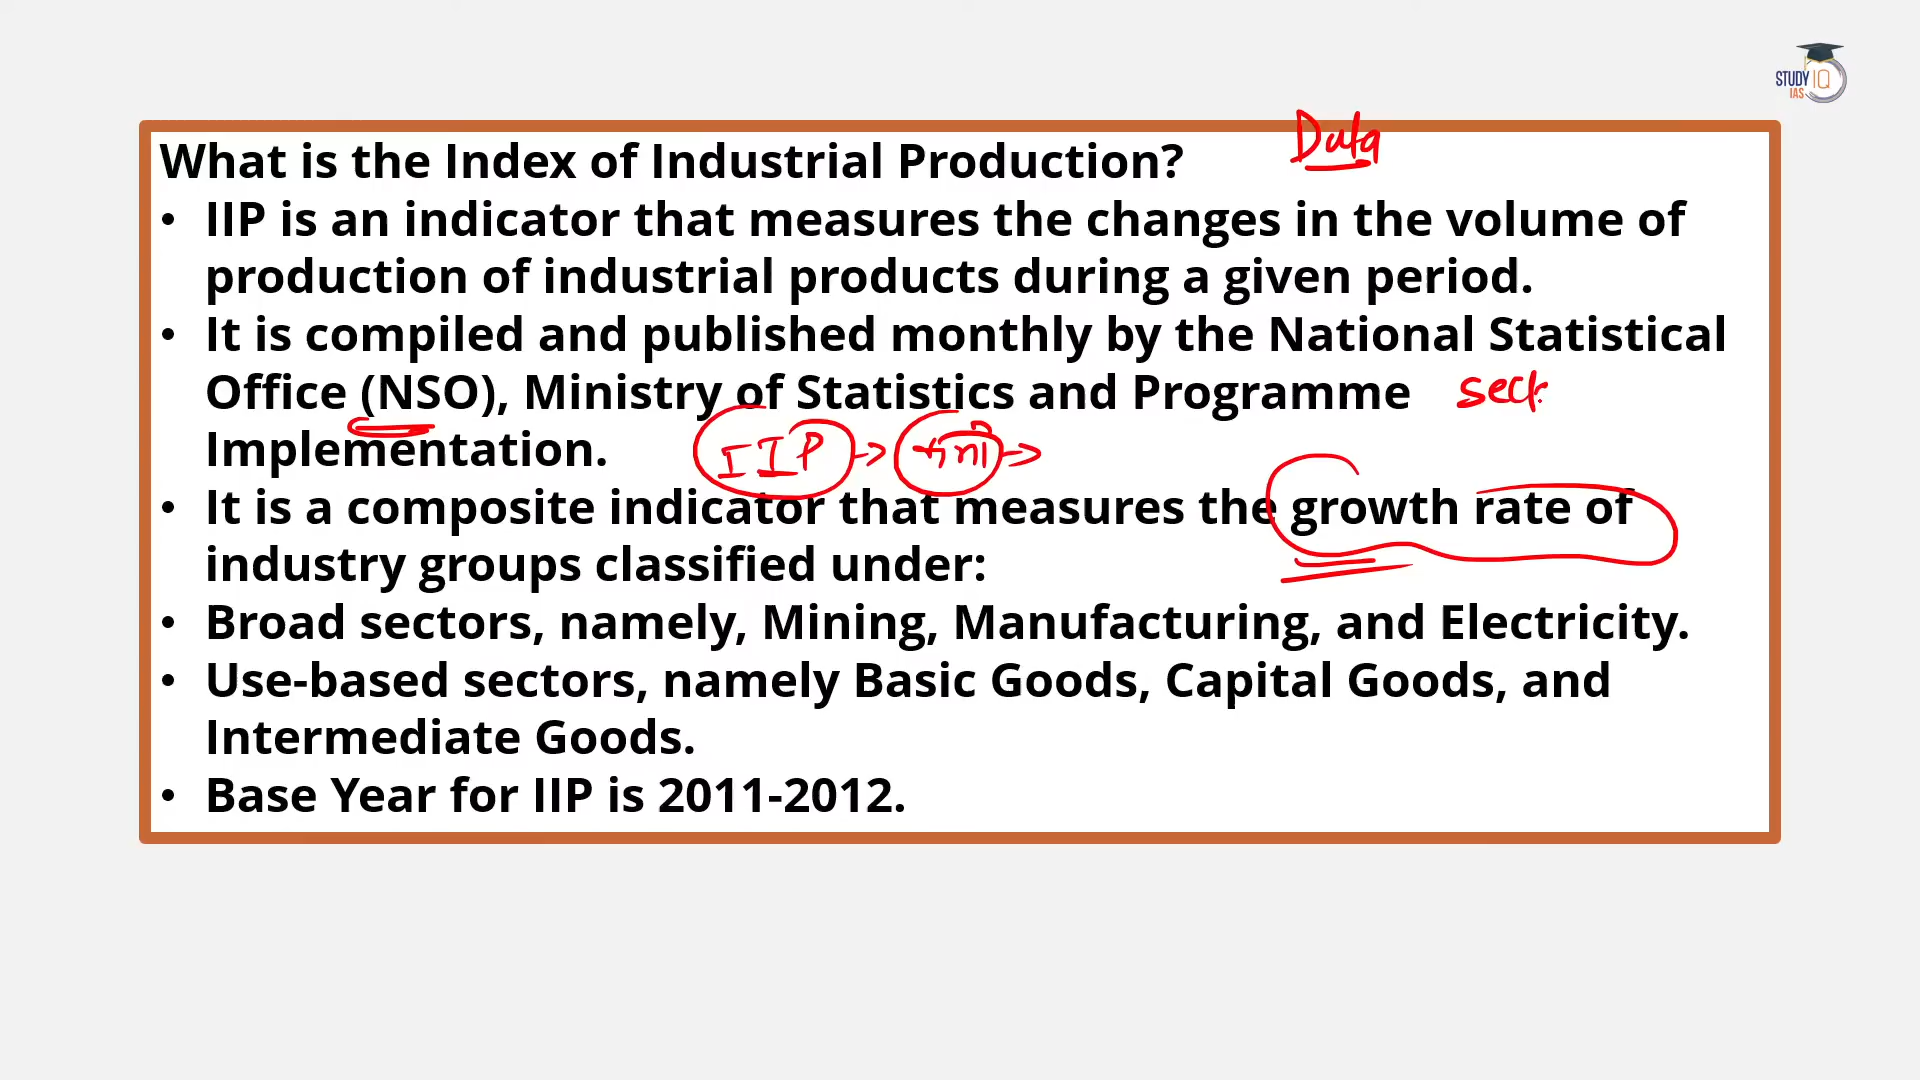 STUDY IQ
IAS
Data
What is the Index of Industrial Production?
• IIP is an indicator that measures the changes in the volume of
production of industrial products during a given period.
• It is compiled and published monthly by the National Statistical
Office (NSO), Ministry of Statistics and Programme
sect
Implementation.
IIP
• It is a composite indicator that measures the growth rate of
industry groups classified under:
• Broad sectors, namely, Mining, Manufacturing, and Electricity.
• Use-based sectors, namely Basic Goods, Capital Goods, and
Intermediate Goods.
• Base Year for IIP is 2011-2012.